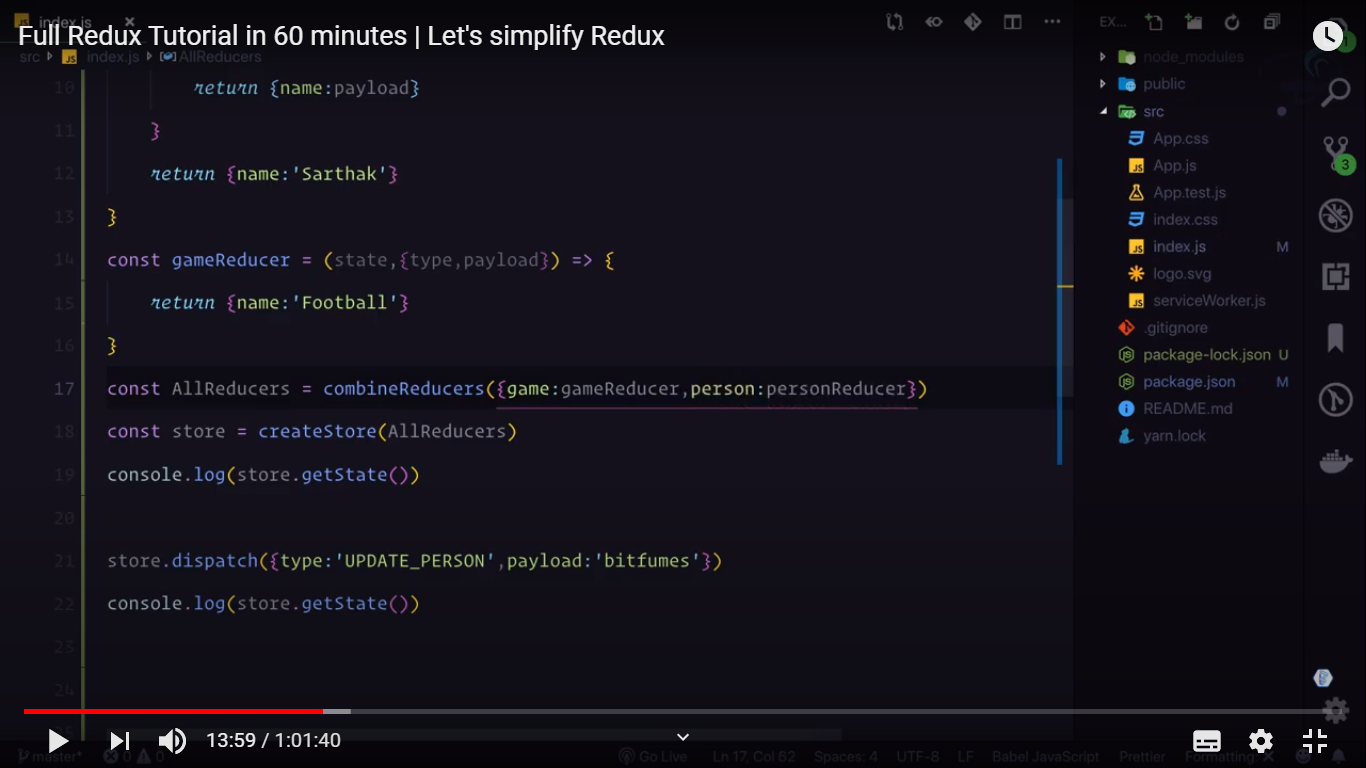 index.js
Full Redux Tutorial in 60 minutes | Let's simplify Redux
src index.js AllReducers
10 return {name:payload}
11 }
12 return {name:'Sarthak'}
13 }
14 const gameReducer = (state,{type,payload}) => {
15 return {name:'Football'}
16 }
17 const AllReducers = combineReducers({game:gameReducer,person:personReducer})
18 const store = createStore(AllReducers)
19 console.log(store.getState())
20
21 store.dispatch({type:'UPDATE_PERSON',payload:'bitfumes'})
22 console.log(store.getState())
23
24
EX...
node_modules
public
src
App.css
App.js
App.test.js
index.css
index.js M
logo.svg
serviceWorker.js
.gitignore
package-lock.json U
package.json M
README.md
yarn.lock
1
3
13:59 / 1:01:40
master* 0 0 Go Live Ln 17, Col 62 Spaces: 4 UTF-8 LF Babel JavaScript Prettier Formatting: X